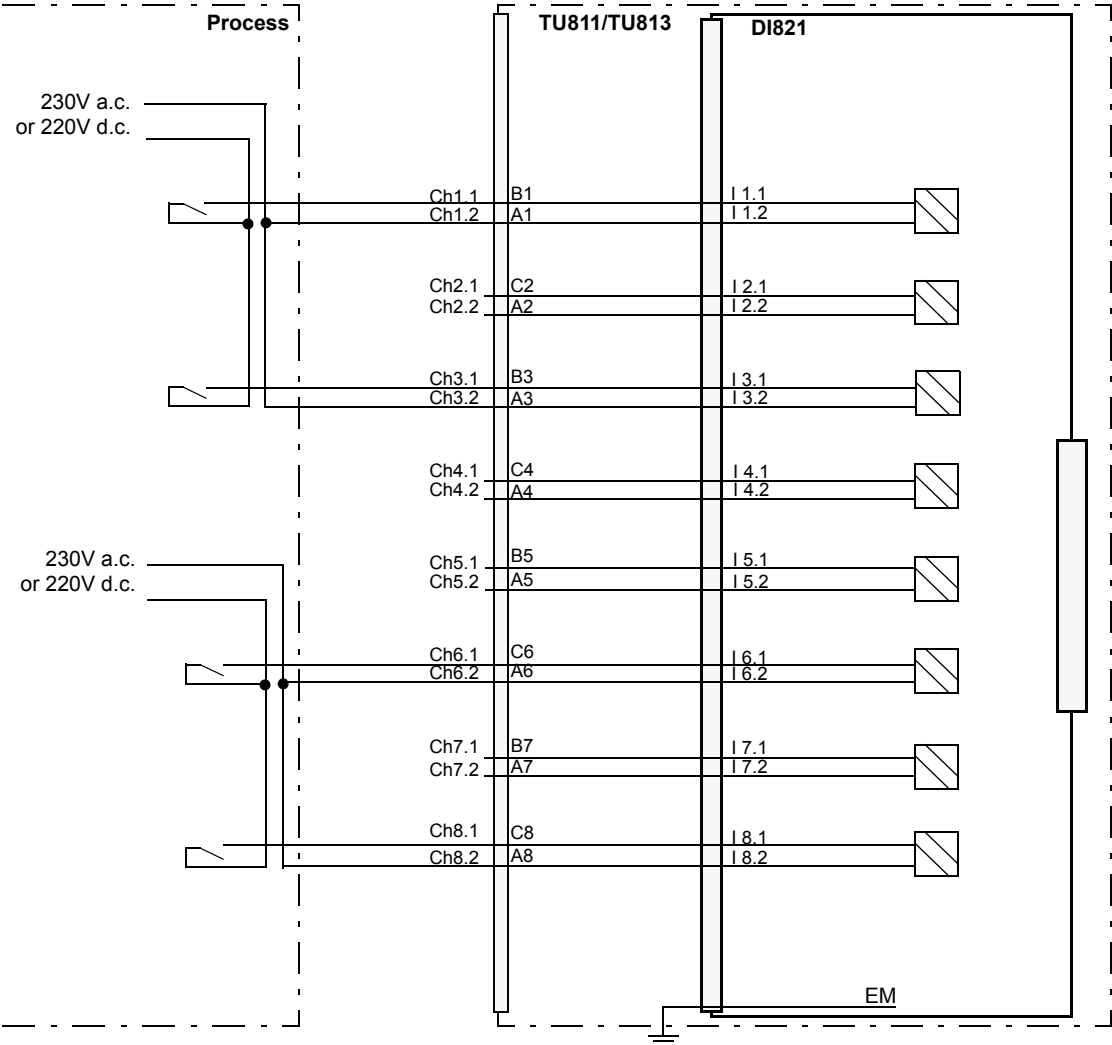 Process TU811/TU813 DI821
230V a.c.
or 220V d.c.
Ch1.1 B1 I 1.1
Ch1.2 A1 I 1.2
Ch2.1 C2 I 2.1
Ch2.2 A2 I 2.2
Ch3.1 B3 I 3.1
Ch3.2 A3 I 3.2
Ch4.1 C4 I 4.1
Ch4.2 A4 I 4.2
230V a.c.
or 220V d.c.
Ch5.1 B5 I 5.1
Ch5.2 A5 I 5.2
Ch6.1 C6 I 6.1
Ch6.2 A6 I 6.2
Ch7.1 B7 I 7.1
Ch7.2 A7 I 7.2
Ch8.1 C8 I 8.1
Ch8.2 A8 I 8.2
EM